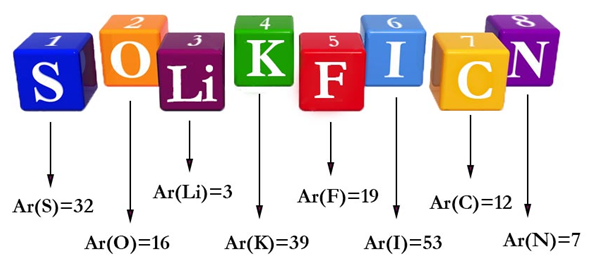 1 2 3 4 5 6 7 8
S O Li K F I C N
Ar(S)=32
Ar(O)=16
Ar(Li)=3
Ar(K)=39
Ar(F)=19
Ar(I)=53
Ar(C)=12
Ar(N)=7